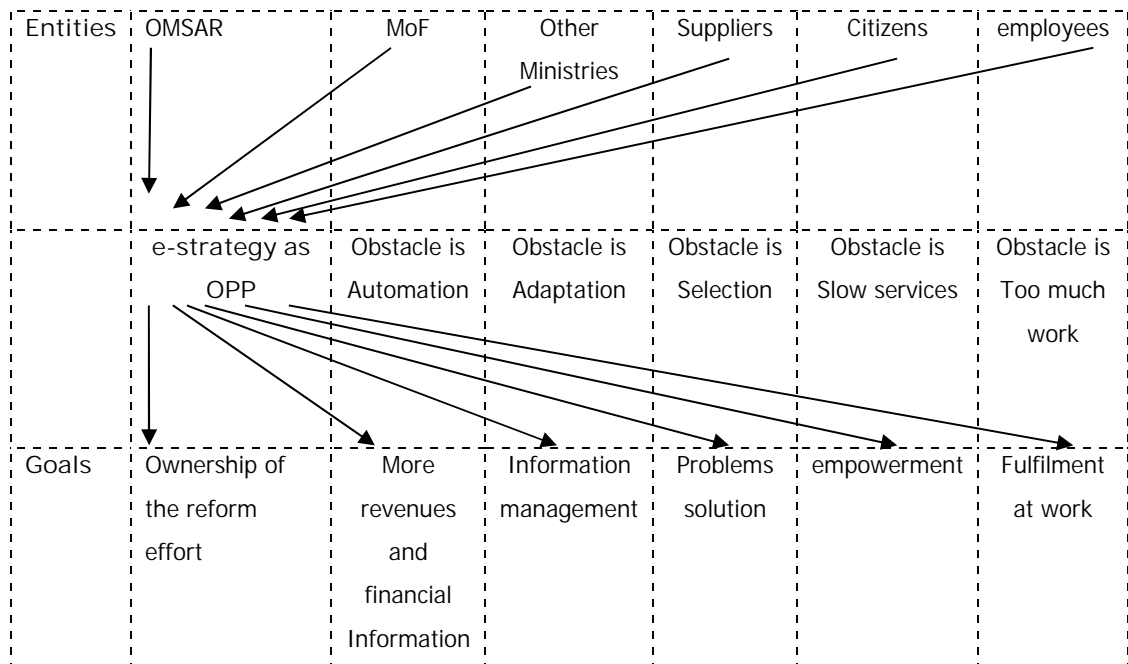 Entities OMSAR MoF Other Suppliers Citizens employees
Ministries
e-strategy as Obstacle is Obstacle is Obstacle is Obstacle is Obstacle is
OPP Automation Adaptation Selection Slow services Too much
work
Goals Ownership of More Information Problems empowerment Fulfilment
the reform revenues management solution at work
effort and
financial
Information